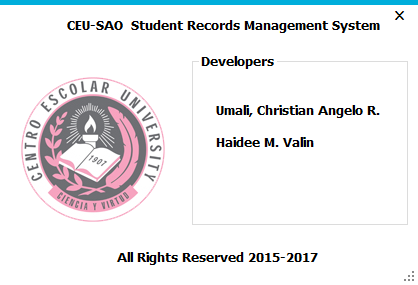 CEU-SAO  Student Records Management System
Developers
CENTRO ESCOLAR UNIVERSITY
1907
CIENCIA Y VIRTUD
Umali, Christian Angelo R.
Haidee M. Valin
All Rights Reserved 2015-2017